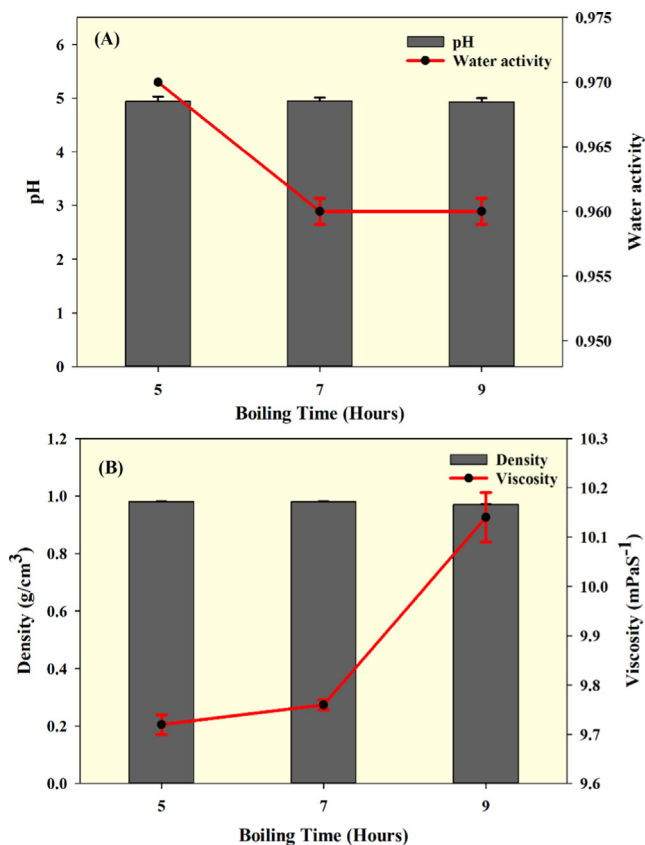 (A)
pH
Water activity
6
5
4
3
2
1
0
pH
0.975
0.970
0.965
0.960
0.955
0.950
Water activity
5 7 9
Boiling Time (Hours)
(B)
Density
Viscosity
1.2
1.0
0.8
0.6
0.4
0.2
0.0
Density (g/cm³)
10.3
10.2
10.1
10.0
9.9
9.8
9.7
9.6
Viscosity (mPaS⁻¹)
5 7 9
Boiling Time (Hours)